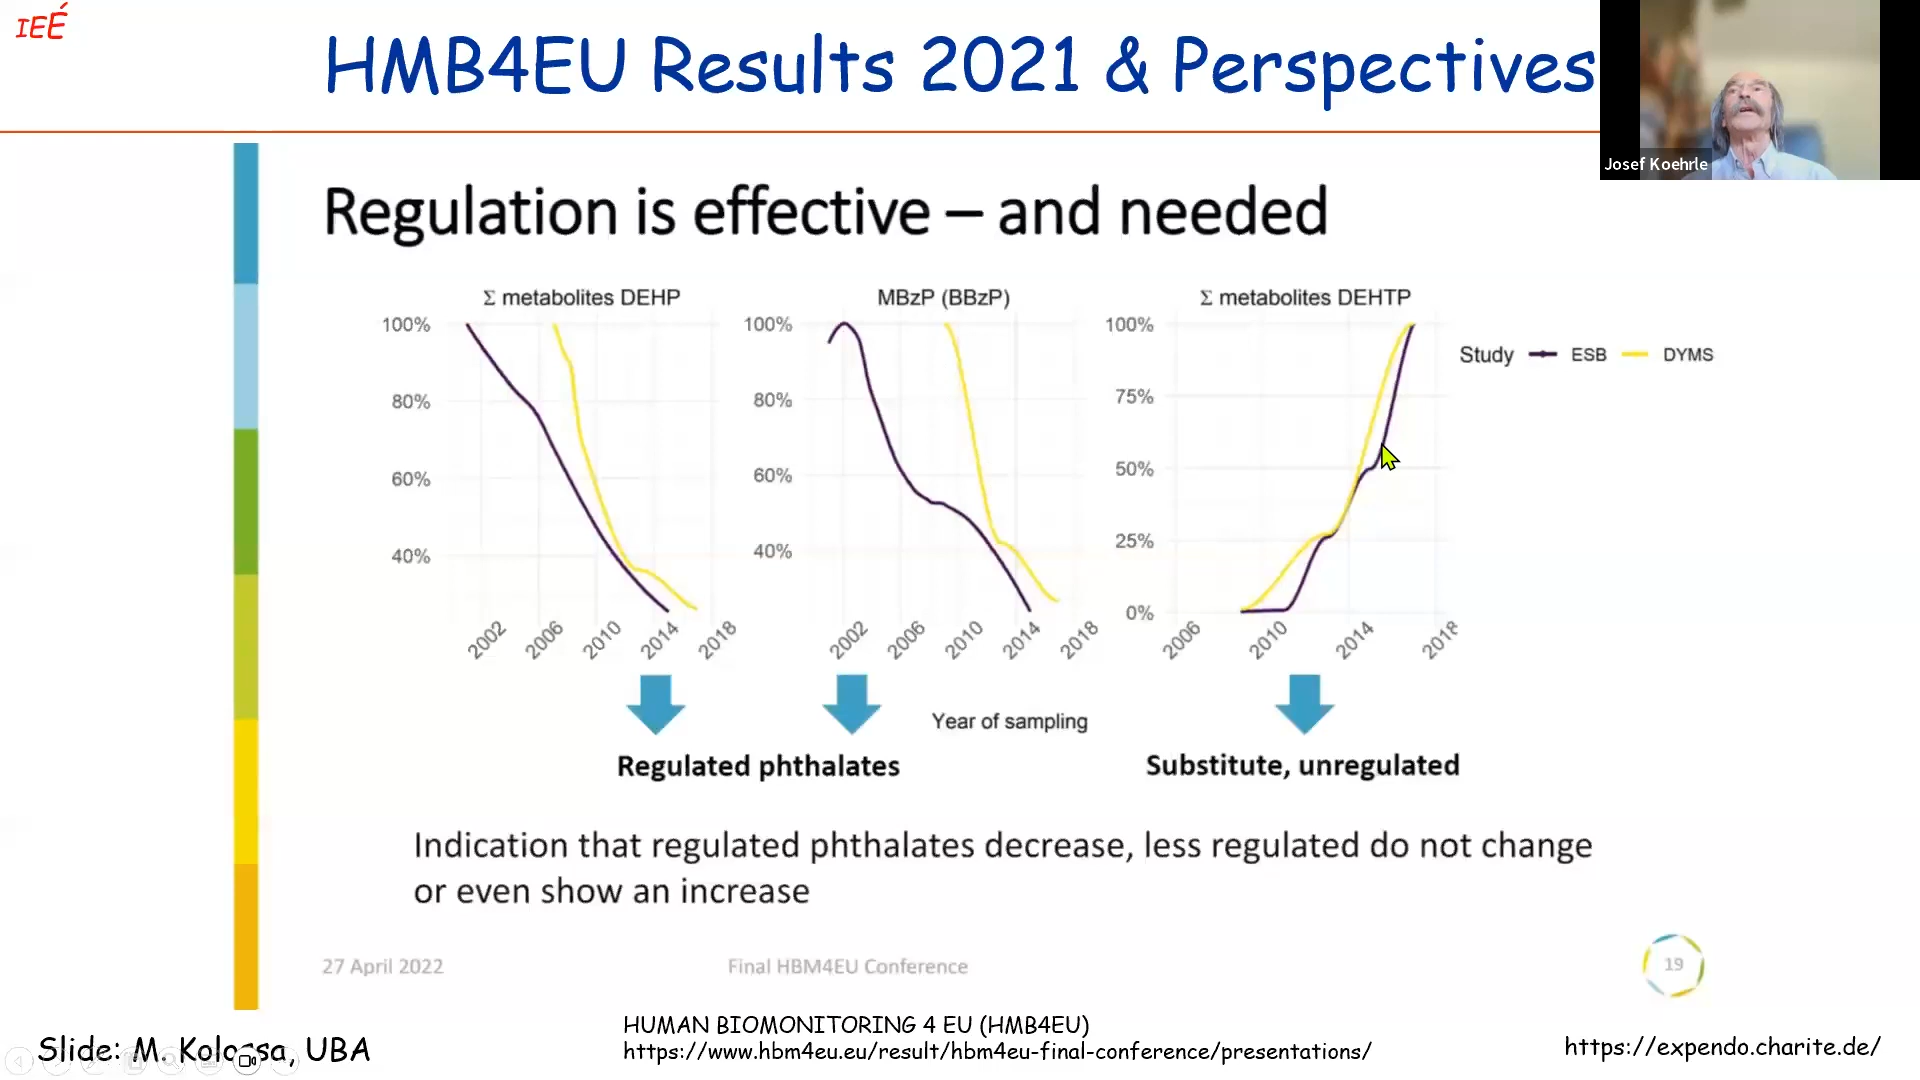 IEÉ
HMB4EU Results 2021 & Perspectives
Josef Koehrle
Regulation is effective – and needed
Σ metabolites DEHP
MBzP (BBzP)
Σ metabolites DEHTP
100%
80%
60%
40%
100%
80%
60%
40%
100%
75%
50%
25%
0%
Study ESB DYMS
2002 2006 2010 2014 2018
2002 2006 2010 2014 2018
2006 2010 2014 2018
Year of sampling
Regulated phthalates
Substitute, unregulated
Indication that regulated phthalates decrease, less regulated do not change
or even show an increase
27 April 2022
Final HBM4EU Conference
19
HUMAN BIOMONITORING 4 EU (HMB4EU)
https://www.hbm4eu.eu/result/hbm4eu-final-conference/presentations/
Slide: M. Kolossa, UBA
https://expendo.charite.de/